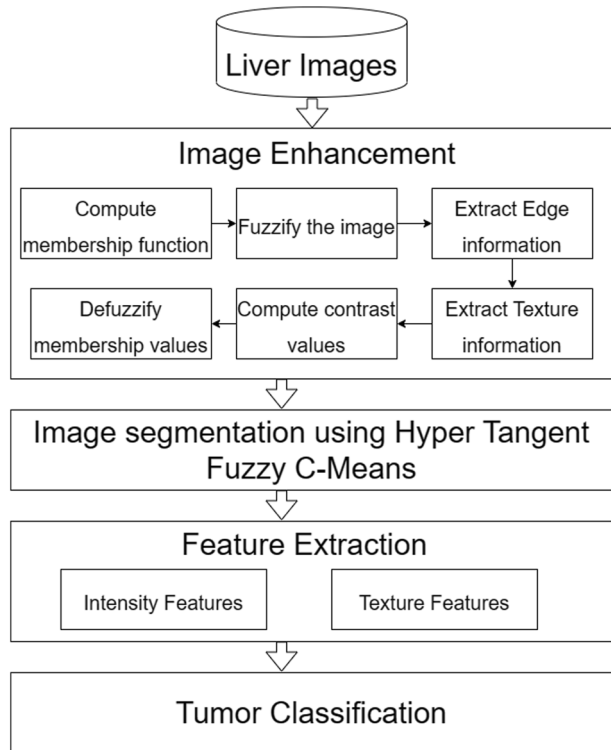 Liver Images
Image Enhancement
Compute
membership function
Fuzzify the image
Extract Edge
information
Defuzzify
membership values
Compute contrast
values
Extract Texture
information
Image segmentation using Hyper Tangent
Fuzzy C-Means
Feature Extraction
Intensity Features
Texture Features
Tumor Classification